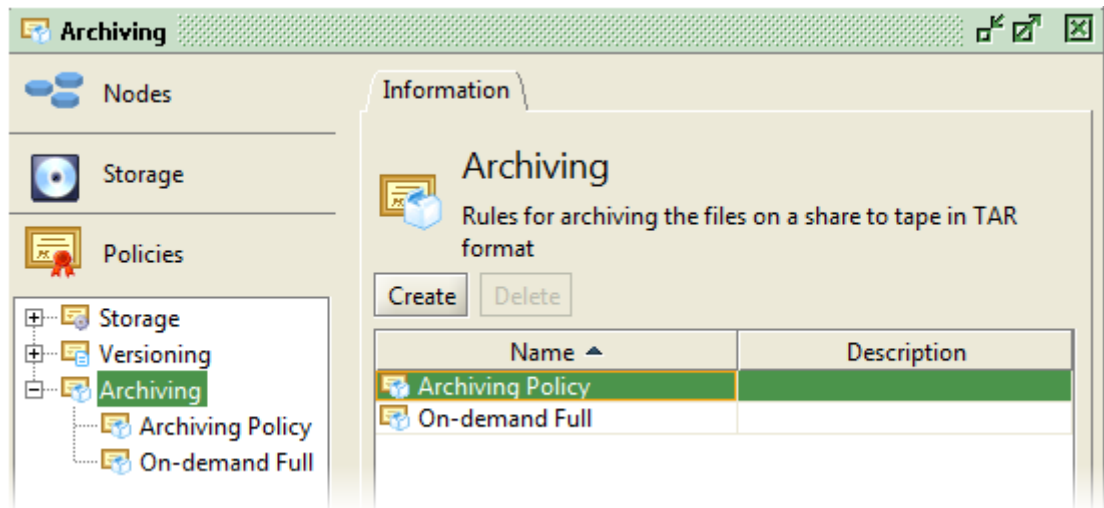 Archiving
Nodes
Storage
Policies
Storage
Versioning
Archiving
Archiving Policy
On-demand Full
Information
Archiving
Rules for archiving the files on a share to tape in TAR
format
Create Delete
Name Description
Archiving Policy
On-demand Full